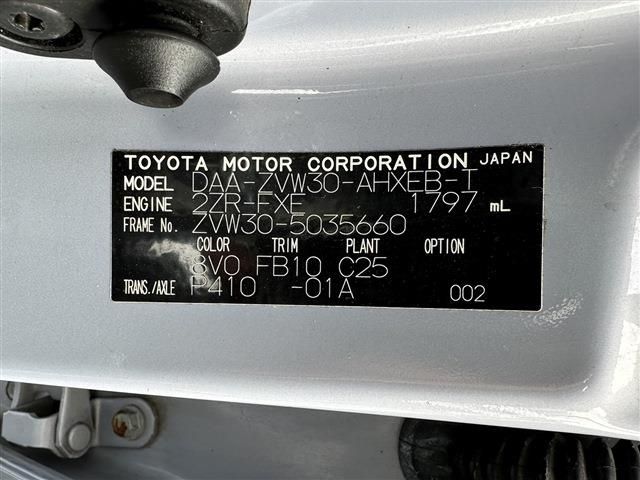 TOYOTA MOTOR CORPORATION JAPAN
MODEL DAA-ZVW30-AHXEB-T
ENGINE 2ZR-FXE 1797 mL
FRAME No. ZVW30-5035660
COLOR TRIM PLANT OPTION
8V0 FB10 C25
TRANS./AXLE P410 -01A 002